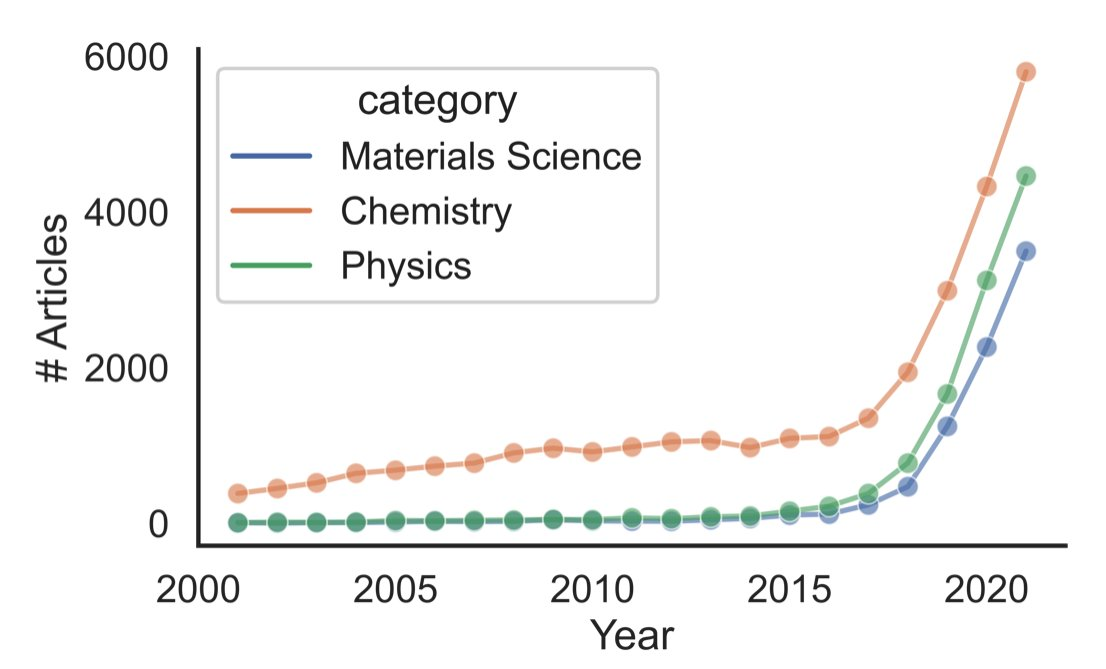 6000
category
Materials Science
Chemistry
Physics
4000
2000
0
# Articles
2000 2005 2010 2015 2020
Year